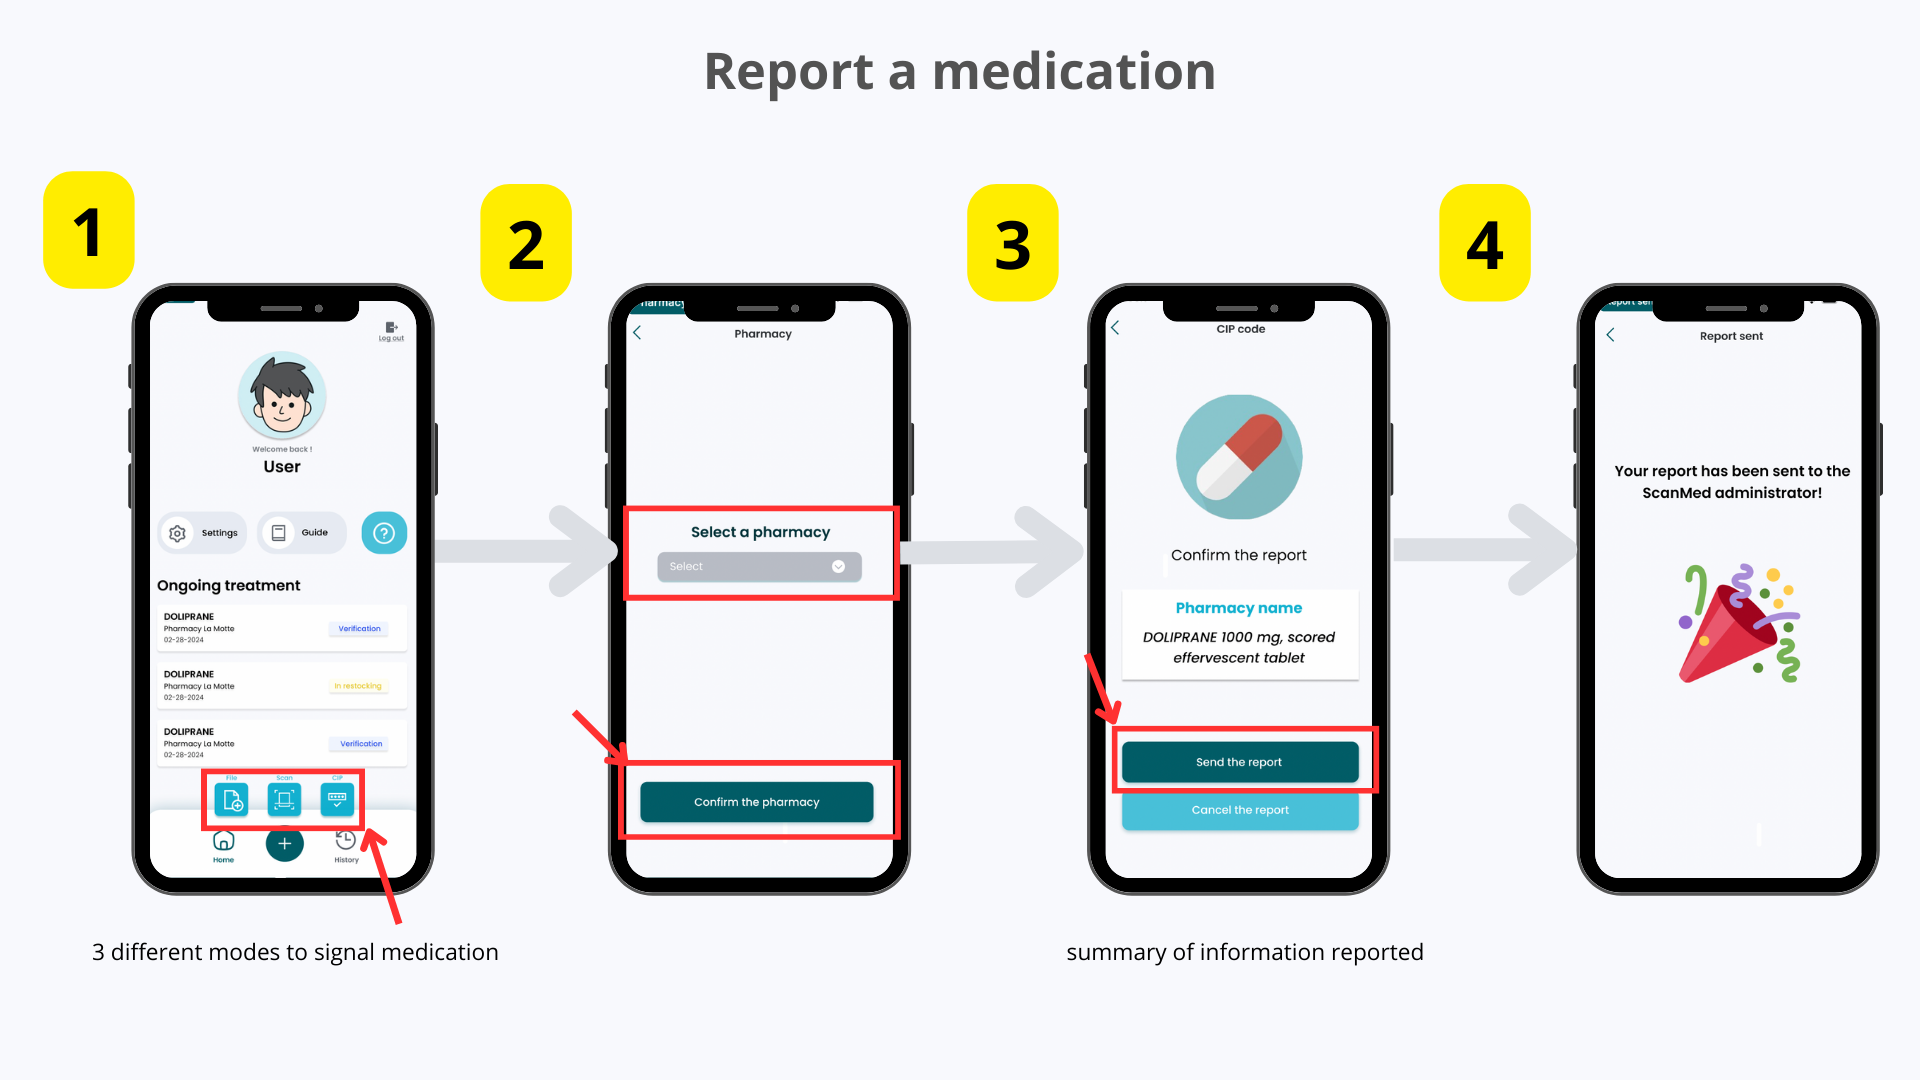 Report a medication
1
2
3
4
Log out
Welcome back !
User
Settings
Guide
?
Ongoing treatment
DOLIPRANE
Pharmacy La Motte
02-28-2024
Verification
DOLIPRANE
Pharmacy La Motte
02-28-2024
In restocking
DOLIPRANE
Pharmacy La Motte
02-28-2024
Verification
File
Scan
CIP
Home
History
3 different modes to signal medication
Pharmacy
Select a pharmacy
Select
Confirm the pharmacy
CIP code
Confirm the report
Pharmacy name
DOLIPRANE 1000 mg, scored
effervescent tablet
Send the report
Cancel the report
summary of information reported
Report sent
Your report has been sent to the
ScanMed administrator!